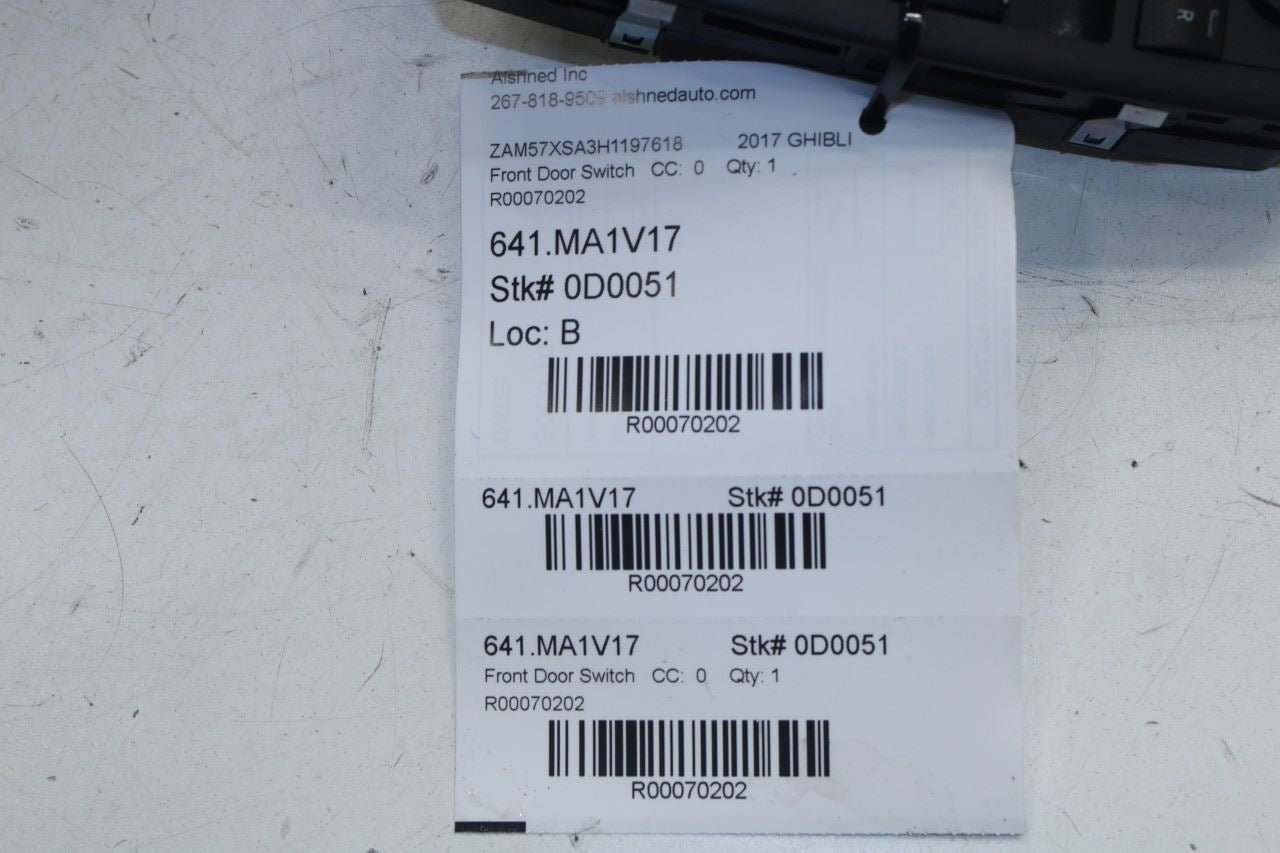 R
Aishned Inc
267-818-9509 aishnedauto.com
ZAM57XSA3H1197618 2017 GHIBLI
Front Door Switch CC: 0 Qty: 1
R00070202
641.MA1V17
Stk# 0D0051
Loc: B
R00070202
641.MA1V17 Stk# 0D0051
R00070202
641.MA1V17 Stk# 0D0051
Front Door Switch CC: 0 Qty: 1
R00070202
R00070202